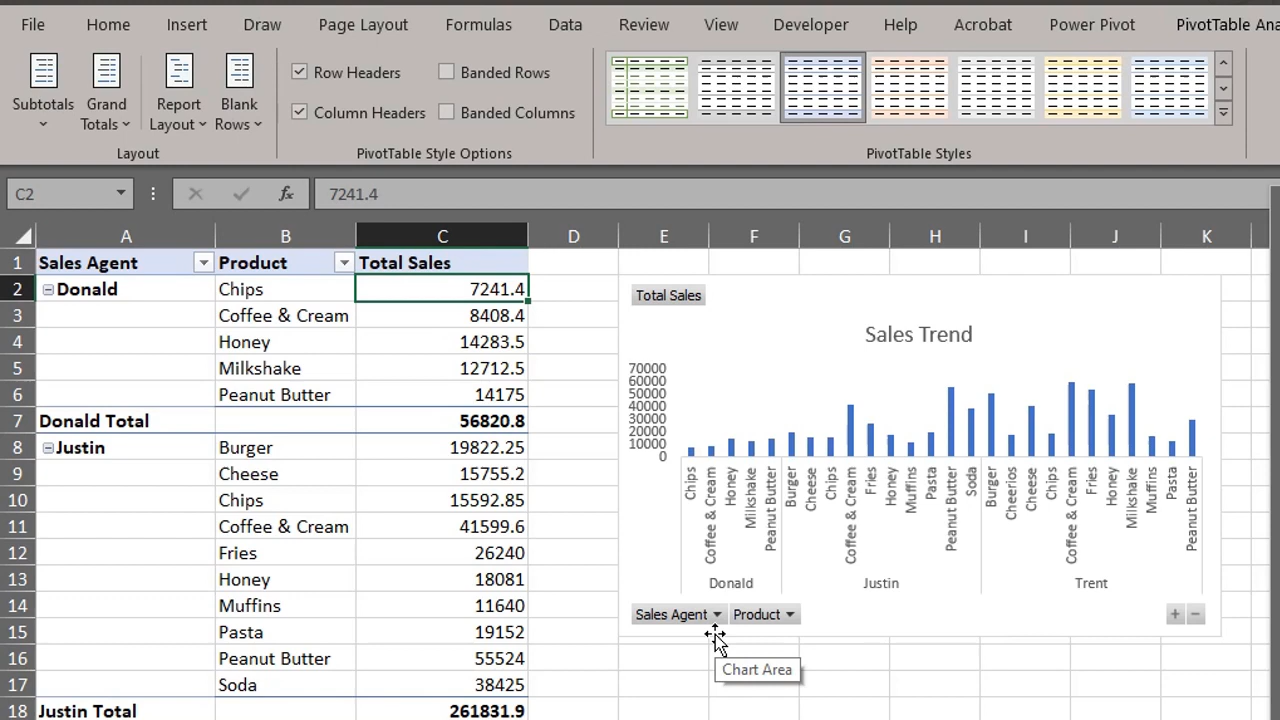 File Home Insert Draw Page Layout Formulas Data Review View Developer Help Acrobat Power Pivot PivotTable Ana
Subtotals Grand Totals Report Layout Blank Rows
Row Headers Banded Rows
Column Headers Banded Columns
Layout PivotTable Style Options PivotTable Styles
C2 fx 7241.4
A B C D E F G H I J K
1 Sales Agent Product Total Sales
2 Donald Chips 7241.4
3 Coffee & Cream 8408.4
4 Honey 14283.5
5 Milkshake 12712.5
6 Peanut Butter 14175
7 Donald Total 56820.8
8 Justin Burger 19822.25
9 Cheese 15755.2
10 Chips 15592.85
11 Coffee & Cream 41599.6
12 Fries 26240
13 Honey 18081
14 Muffins 11640
15 Pasta 19152
16 Peanut Butter 55524
17 Soda 38425
18 Justin Total 261831.9
Total Sales
Sales Trend
70000
60000
50000
40000
30000
20000
10000
0
Chips Coffee & Cream Honey Milkshake Peanut Butter Burger Cheese Chips Coffee & Cream Fries Honey Muffins Pasta Peanut Butter Soda Burger Cheerios Cheese Chips Coffee & Cream Fries Honey Milkshake Muffins Pasta Peanut Butter
Donald Justin Trent
Sales Agent Product + −
Chart Area